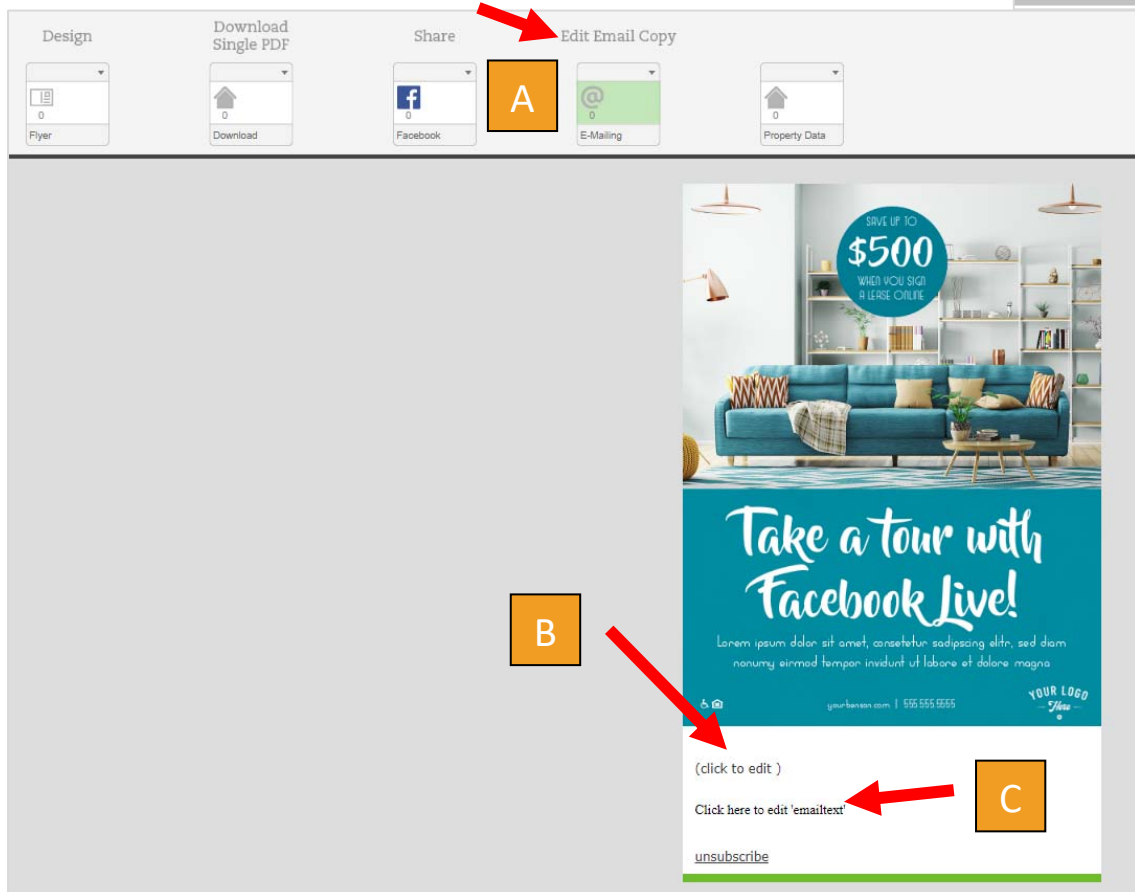 Design
Download
Single PDF
Share
Edit Email Copy
A
0
Flyer
0
Download
0
Facebook
@
0
E-Mailing
0
Property Data
SAVE UP TO
$500
WHEN YOU SIGN
A LEASE ONLINE
Take a tour with
Facebook Live!
Lorem ipsum dolor sit amet, consetetur sadipscing elitr, sed diam
nonumy eirmod tempor invidunt ut labore et dolore magna
yourhenson.com | 555.555.5555
YOUR LOGO
Here
B
(click to edit )
C
Click here to edit 'emailtext'
unsubscribe